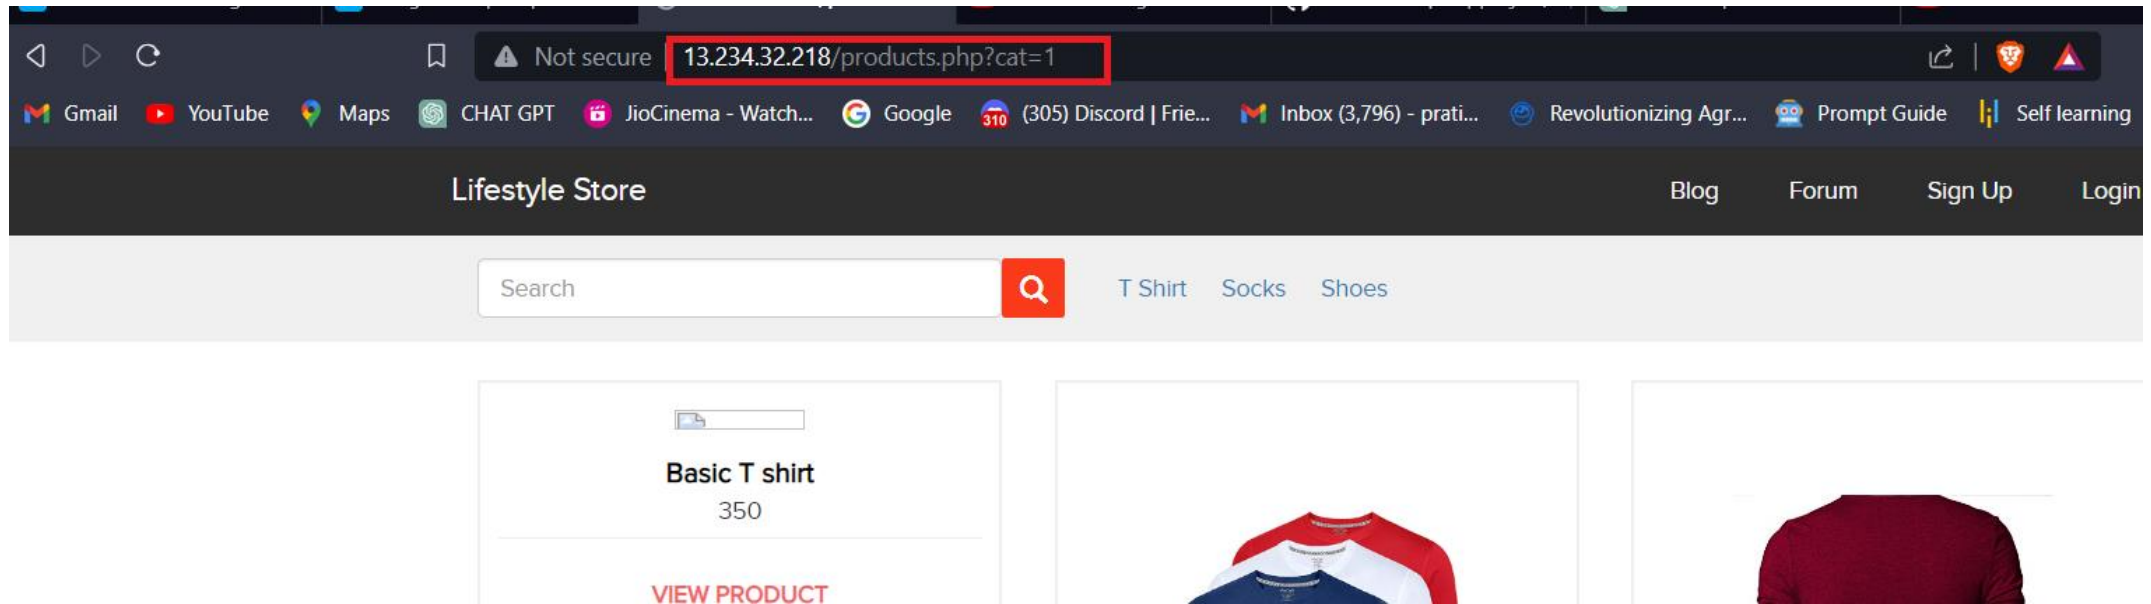 Not secure | 13.234.32.218/products.php?cat=1
Gmail YouTube Maps CHAT GPT JioCinema - Watch... Google 310 (305) Discord | Frie... Inbox (3,796) - prati... Revolutionizing Agr... Prompt Guide Self learning
Lifestyle Store Blog Forum Sign Up Login
Search T Shirt Socks Shoes
Basic T shirt
350
VIEW PRODUCT